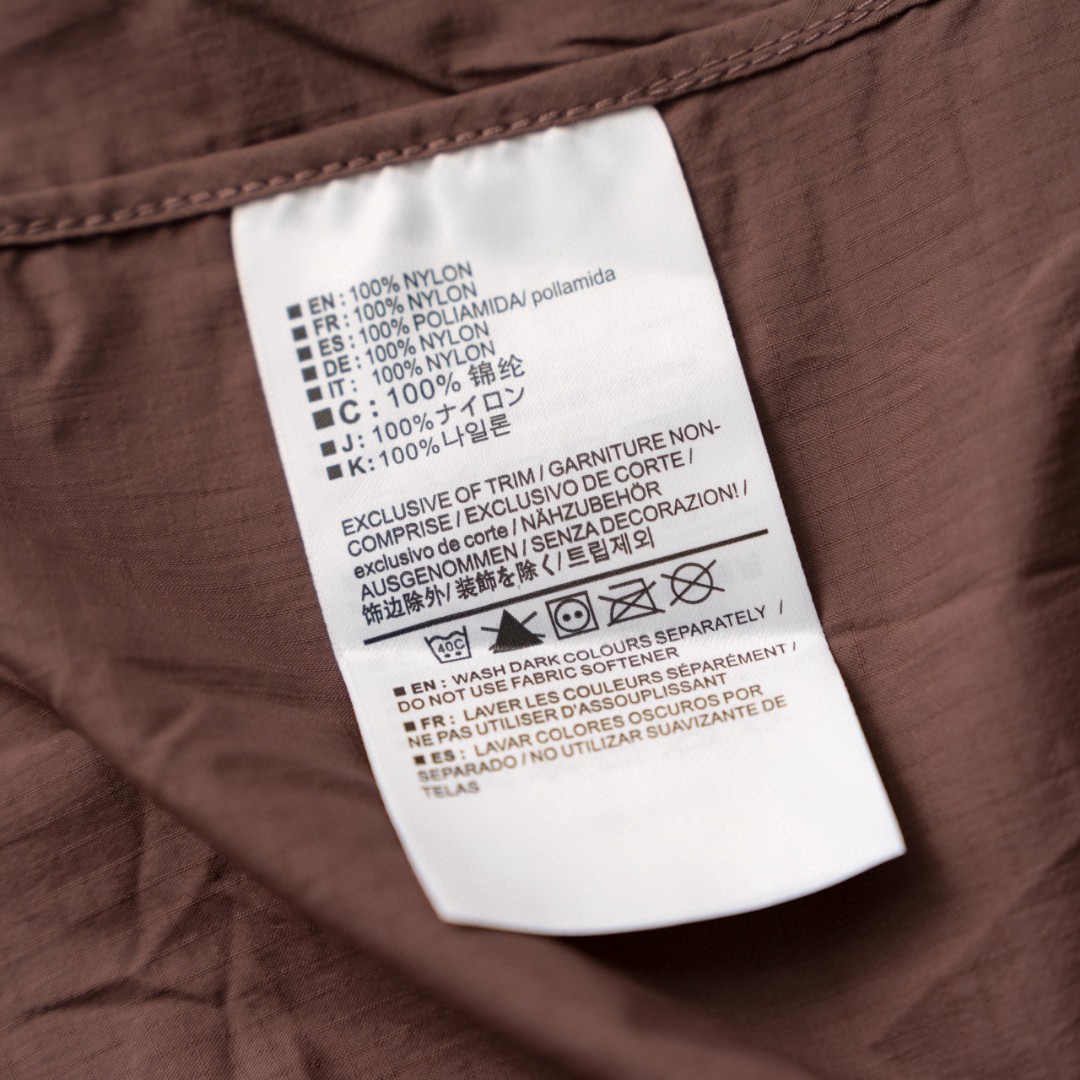 EN: 100% NYLON
FR: 100% NYLON
ES: 100% POLIAMIDA/ pollamida
DE: 100% NYLON
IT: 100% NYLON
C: 100% 锦纶
J: 100%ナイロン
K: 100%나일론
EXCLUSIVE OF TRIM / GARNITURE NON-
COMPRISE / EXCLUSIVO DE CORTE /
exclusivo de corte / NÄHZUBEHÖR
AUSGENOMMEN / SENZA DECORAZION! /
饰边除外/ 装飾を除く/ 트림제외
40C
EN: WASH DARK COLOURS SEPARATELY /
DO NOT USE FABRIC SOFTENER
FR: LAVER LES COULEURS SÉPARÉMENT /
NE PAS UTILISER D'ASSOUPLISSANT
ES: LAVAR COLORES OSCUROS POR
SEPARADO / NO UTILIZAR SUAVIZANTE DE
TELAS